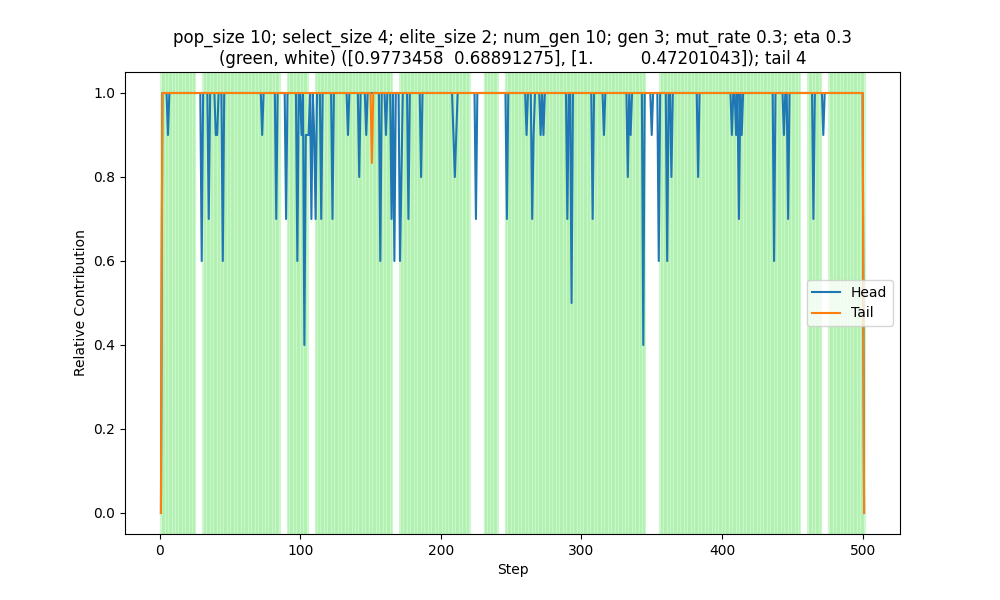 pop_size 10; select_size 4; elite_size 2; num_gen 10; gen 3; mut_rate 0.3; eta 0.3
(green, white) ([0.9773458  0.68891275], [1.         0.47201043]); tail 4
1.0
0.8
0.6
0.4
0.2
0.0
Relative Contribution
Head
Tail
0
100
200
300
400
500
Step